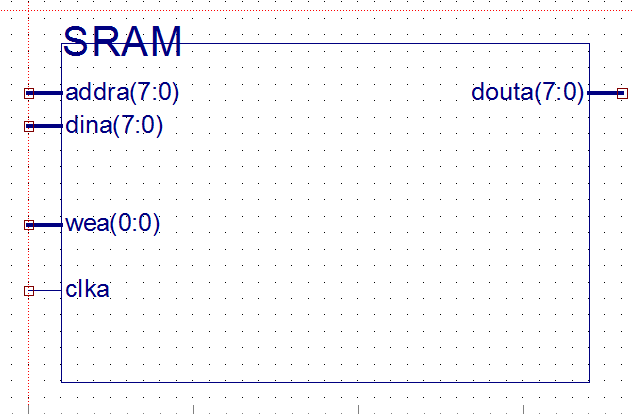 SRAM
addra(7:0) douta(7:0)
dina(7:0)
wea(0:0)
clka